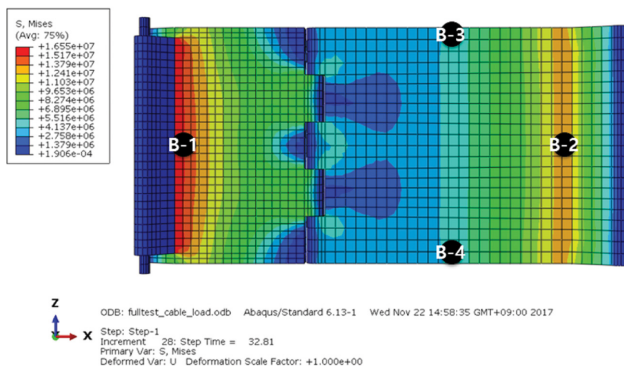 S, Mises
(Avg: 75%)
+1.655e+07
+1.517e+07
+1.379e+07
+1.241e+07
+1.103e+07
+9.653e+06
+8.274e+06
+6.895e+06
+5.516e+06
+4.137e+06
+2.758e+06
+1.379e+06
+1.906e-04
B-3
B-1
B-2
B-4
Z
X
ODB: fulltest_cable_load.odb Abaqus/Standard 6.13-1 Wed Nov 22 14:58:35 GMT+09:00 2017
Step: Step-1
Increment 28: Step Time = 32.81
Primary Var: S, Mises
Deformed Var: U Deformation Scale Factor: +1.000e+00